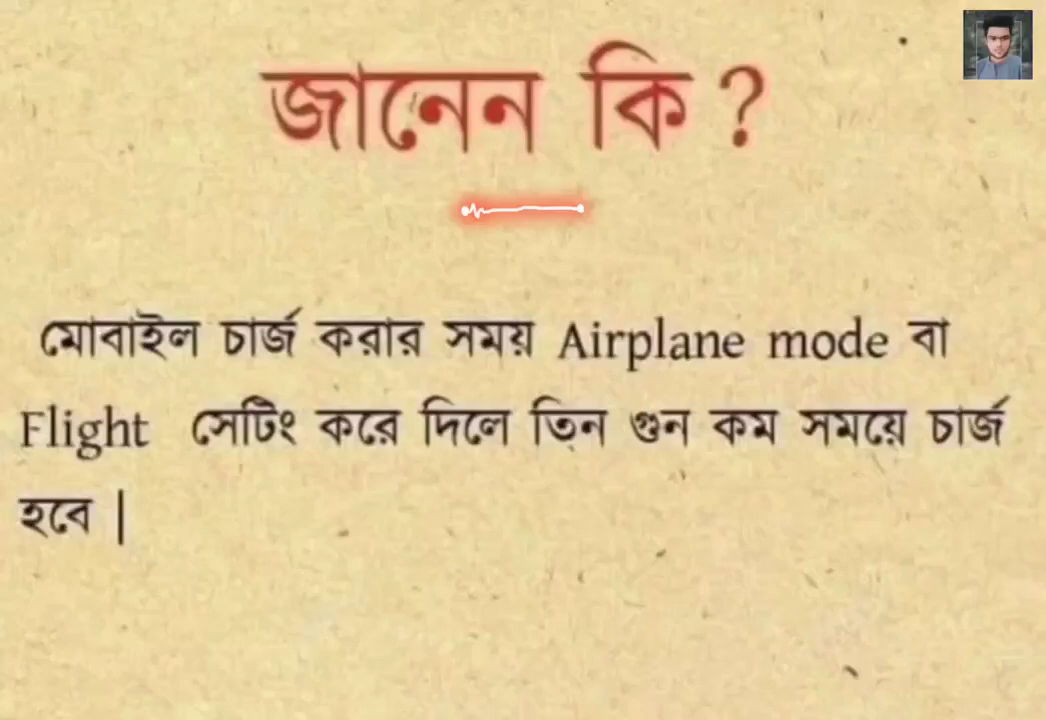 জানেন কি ?
মোবাইল চার্জ করার সময় Airplane mode বা
Flight সেটিং করে দিলে তিন গুন কম সময়ে চার্জ
হবে |